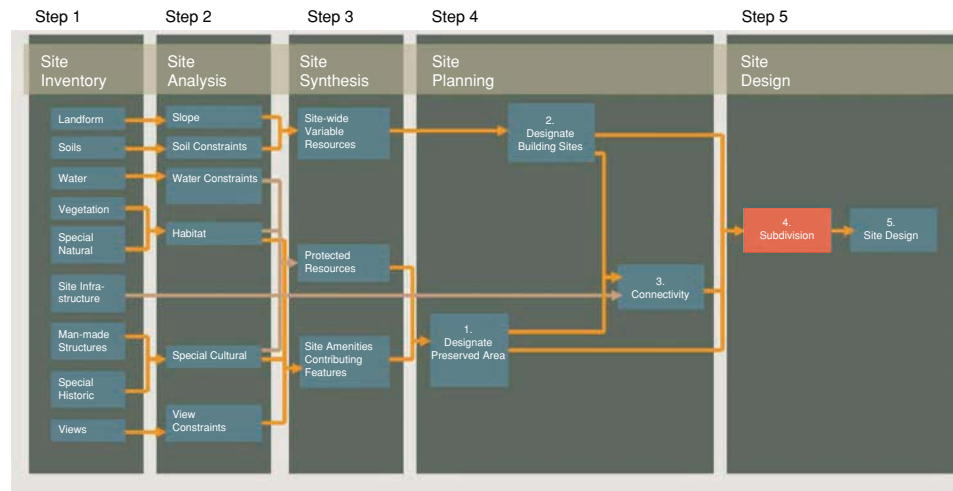 Step 1
Step 2
Step 3
Step 4
Step 5
Site
Inventory
Site
Analysis
Site
Synthesis
Site
Planning
Site
Design
Landform
Soils
Water
Vegetation
Special
Natural
Site Infra-
structure
Man-made
Structures
Special
Historic
Views
Slope
Soil Constraints
Water Constraints
Habitat
Special Cultural
View
Constraints
Site-wide
Variable
Resources
Protected
Resources
Site Amenities
Contributing
Features
1.
Designate
Preserved Area
2.
Designate
Building Sites
3.
Connectivity
4.
Subdivision
5.
Site Design